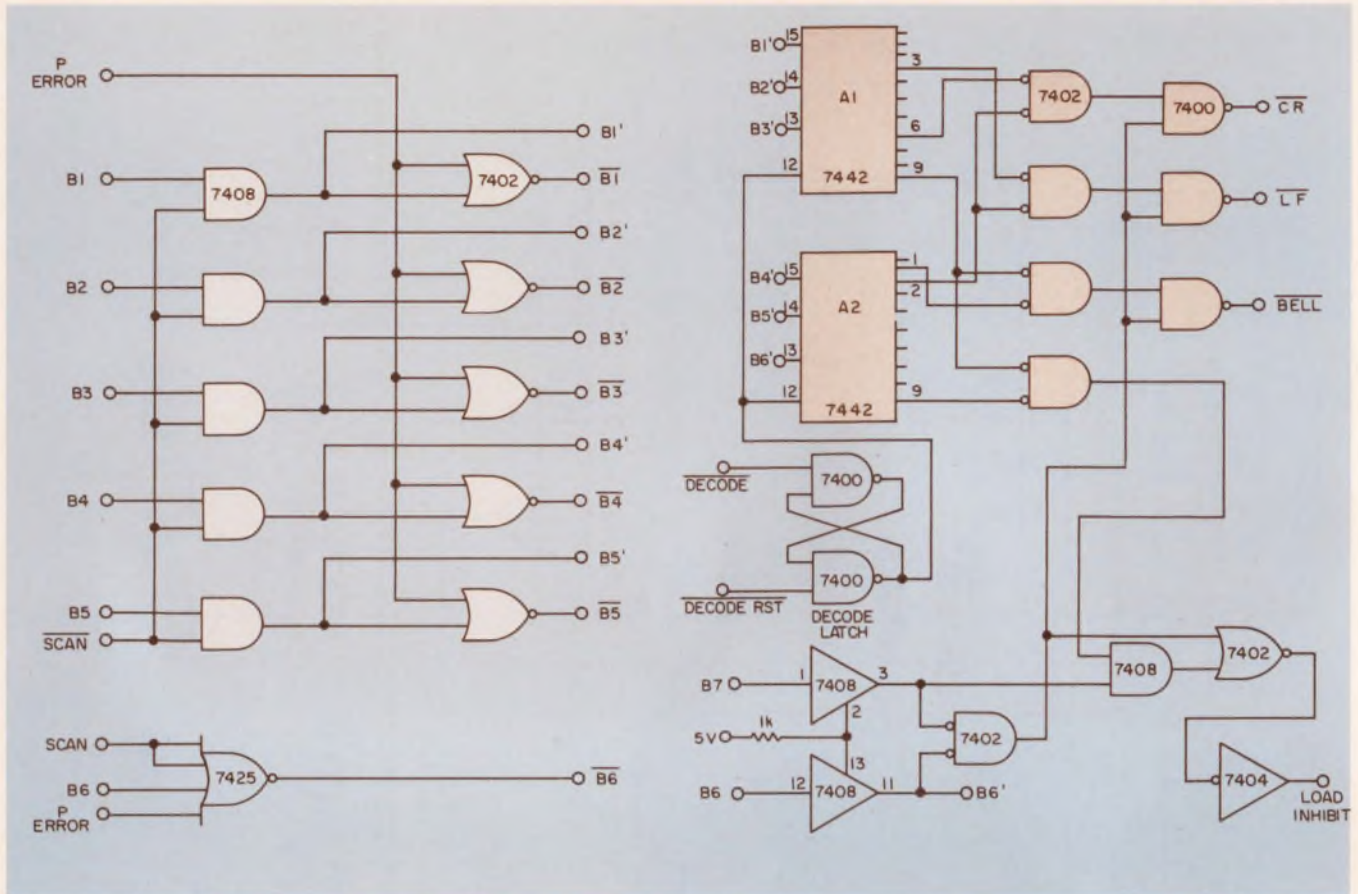 P
ERROR
B1'
B1
7408
7402
B1
B2'
B2
B2
B3'
B3
B3
B4'
B4
B4
B5'
B5
B5
SCAN
SCAN
B6
P
ERROR
7425
B6
B1'
15
B2'
14
B3'
13
12
A1
7442
3
6
9
7402
7400
CR
LF
BELL
B4'
15
B5'
14
B6'
13
12
A2
7442
1
2
9
DECODE
7400
7400
DECODE RST
DECODE
LATCH
B7
1
7408
3
2
5V
1k
13
B6
12
7408
11
B6'
7402
7408
7402
7404
LOAD
INHIBIT